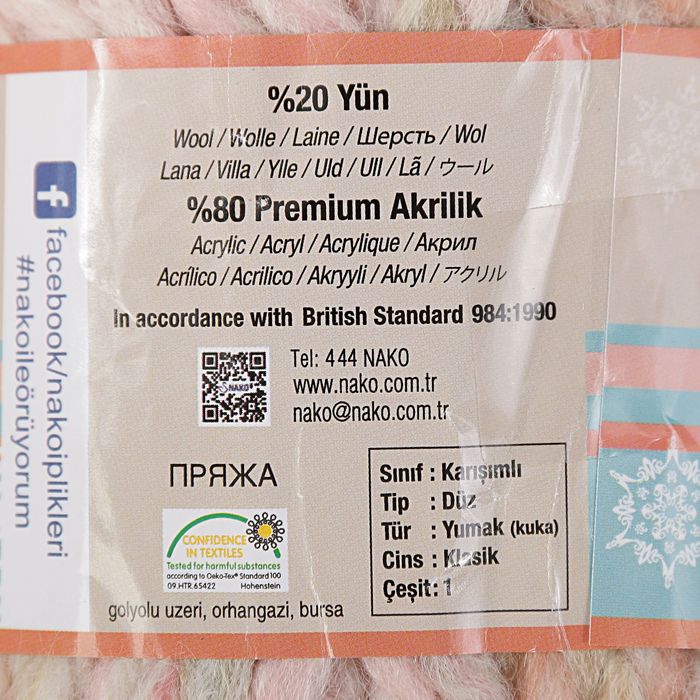 %20 Yün
Wool / Wolle / Laine / Шерсть / Wol
Lana / Villa / Ylle / Uld / Ull / Lã / ウール
%80 Premium Akrilik
Acrylic / Acryl / Acrylique / Акрил
Acrílico / Acrilico / Akryyli / Akryl / アクリル
In accordance with British Standard 984:1990
NAKO
Tel: 444 NAKO
www.nako.com.tr
nako@nako.com.tr
ПРЯЖА
CONFIDENCE
IN TEXTILES
Tested for harmful substances
according to Oeko-Tex® Standard 100
09.HTR.65422 Hohenstein
golyolu uzeri, orhangazi, bursa
Sınıf : Karışımlı
Tip : Düz
Tür : Yumak (kuka)
Cins : Klasik
Çeşit: 1
f facebook/nakoiplikleri
#nakoileörüyorum